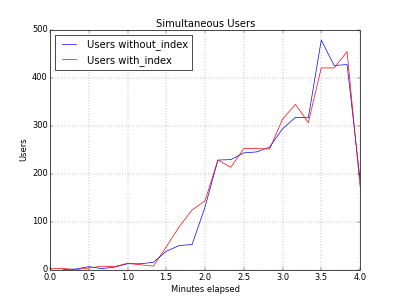 Simultaneous Users
500
Users without_index
Users with_index
400
300
200
100
0
Users
0.0 0.5 1.0 1.5 2.0 2.5 3.0 3.5 4.0
Minutes elapsed